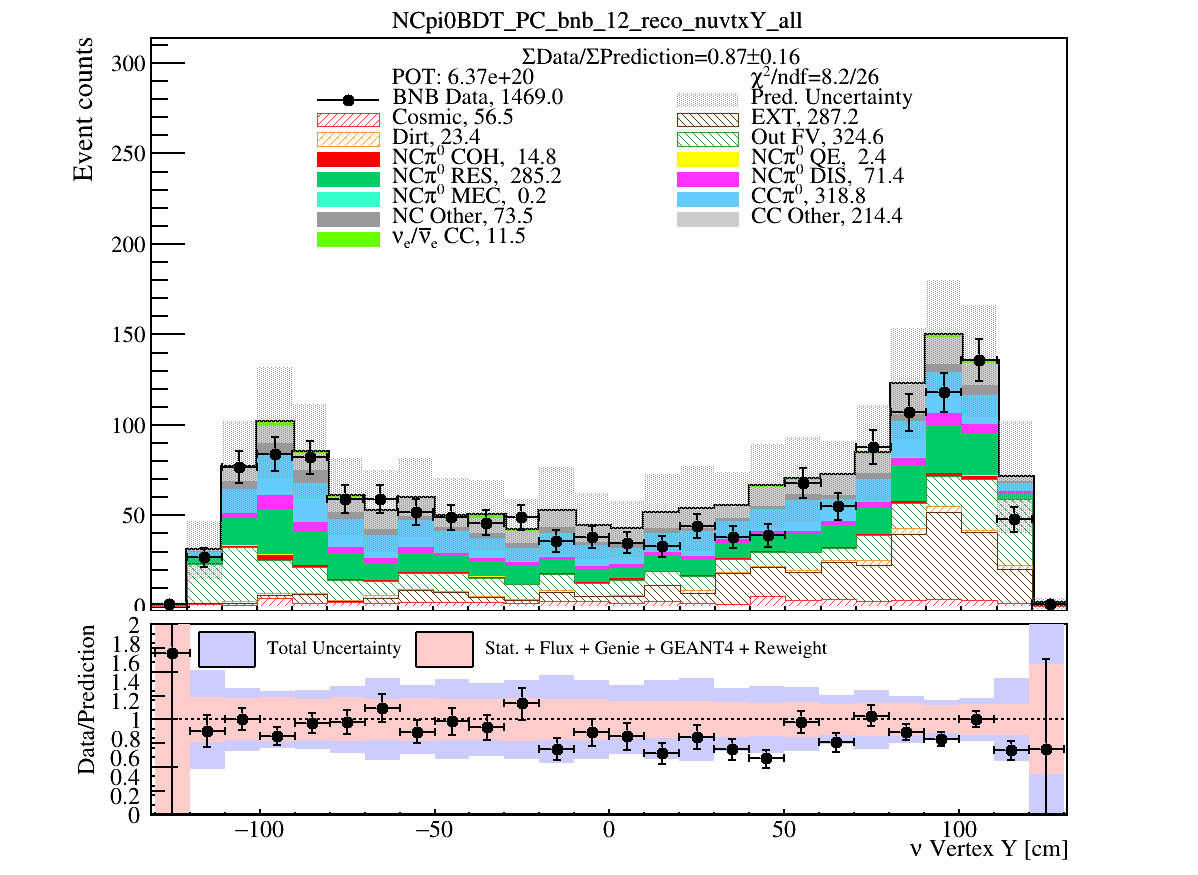 NCpi0BDT_PC_bnb_12_reco_nuvtxY_all
ΣData/ΣPrediction=0.87±0.16
POT: 6.37e+20
χ²/ndf=8.2/26
BNB Data, 1469.0
Pred. Uncertainty
Cosmic, 56.5
EXT, 287.2
Dirt, 23.4
Out FV, 324.6
NCπ⁰ COH, 14.8
NCπ⁰ QE, 2.4
NCπ⁰ RES, 285.2
NCπ⁰ DIS, 71.4
NCπ⁰ MEC, 0.2
CCπ⁰, 318.8
NC Other, 73.5
CC Other, 214.4
νₑ/ν̅ₑ CC, 11.5
Event counts
300
250
200
150
100
50
0
Data/Prediction
2
1.8
1.6
1.4
1.2
1
0.8
0.6
0.4
0.2
0
Total Uncertainty
Stat. + Flux + Genie + GEANT4 + Reweight
−100
−50
0
50
100
ν Vertex Y [cm]